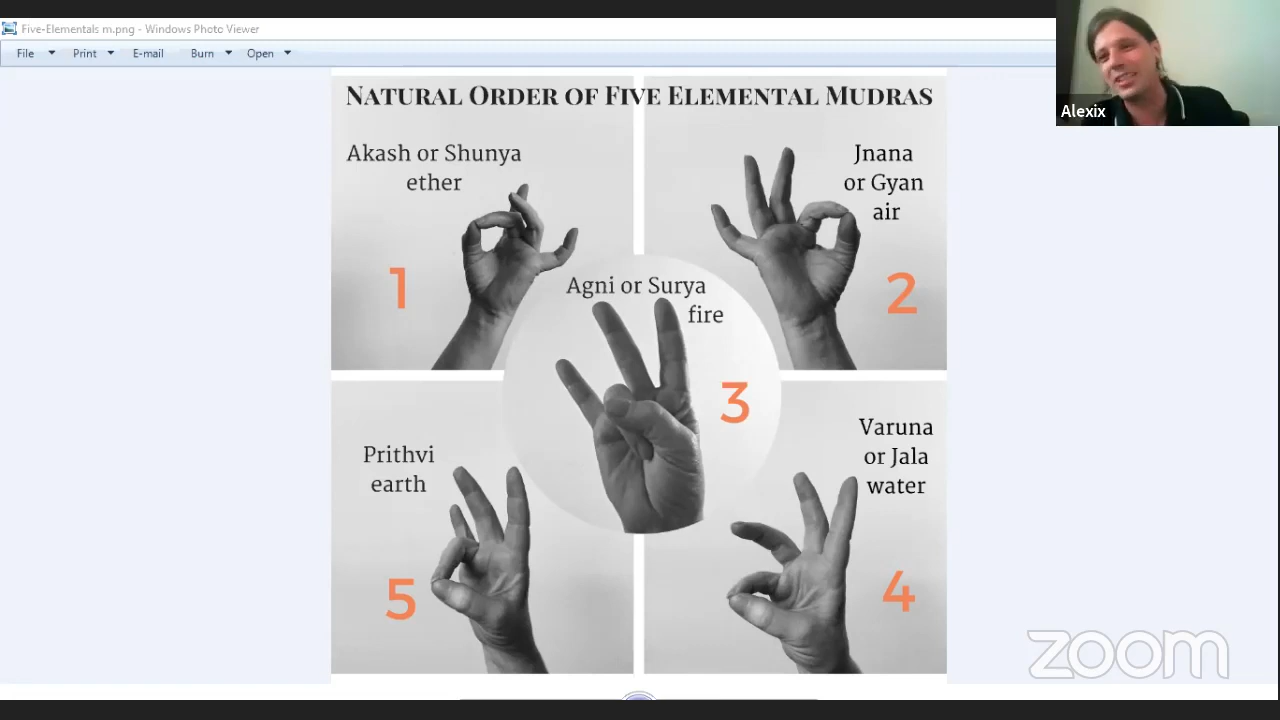 Five-Elementals m.png - Windows Photo Viewer
File Print E-mail Burn Open
Alexix
NATURAL ORDER OF FIVE ELEMENTAL MUDRAS
Akash or Shunya
ether
1
Jnana
or Gyan
air
2
Agni or Surya
fire
3
Varuna
or Jala
water
4
Prithvi
earth
5
zoom